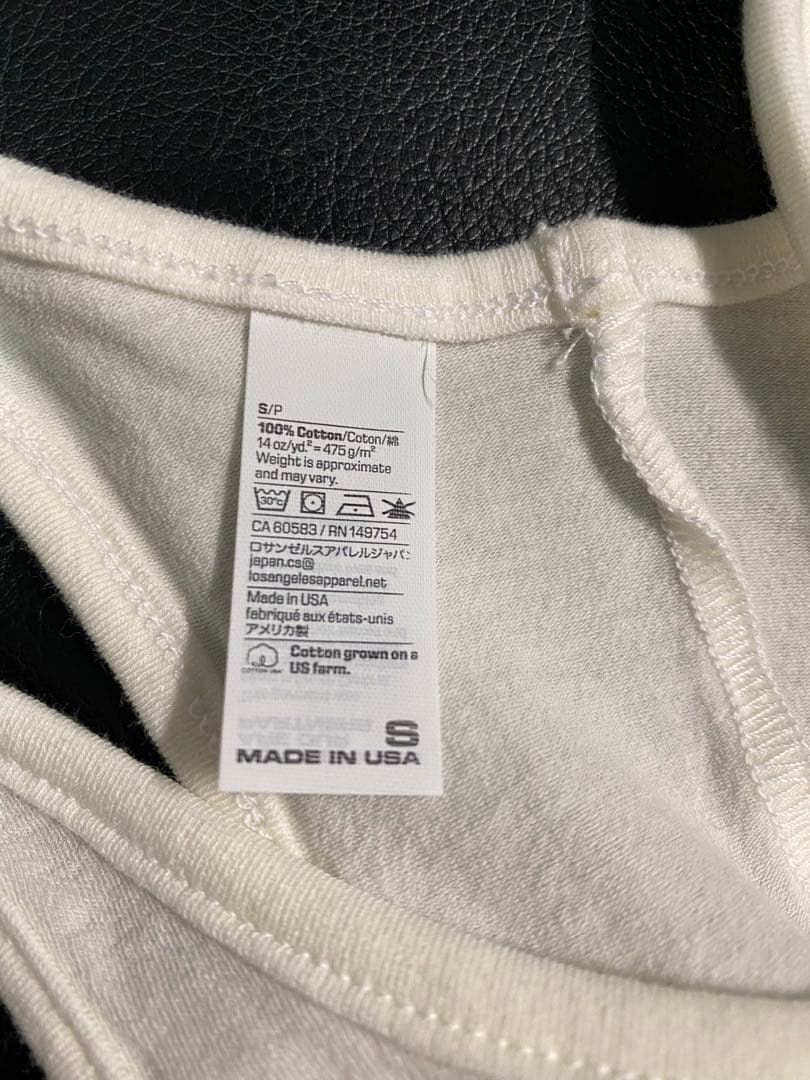 S/P
100% Cotton/Coton/綿
14 oz/yd.² = 475 g/m²
Weight is approximate
and may vary.
30°C
CA 60583 / RN 149754
ロサンゼルスアパレルジャパン
japan.cs@
losangelesapparel.net
Made in USA
fabriqué aux états-unis
アメリカ製
COTTON USA
Cotton grown on a
US farm.
S
MADE IN USA